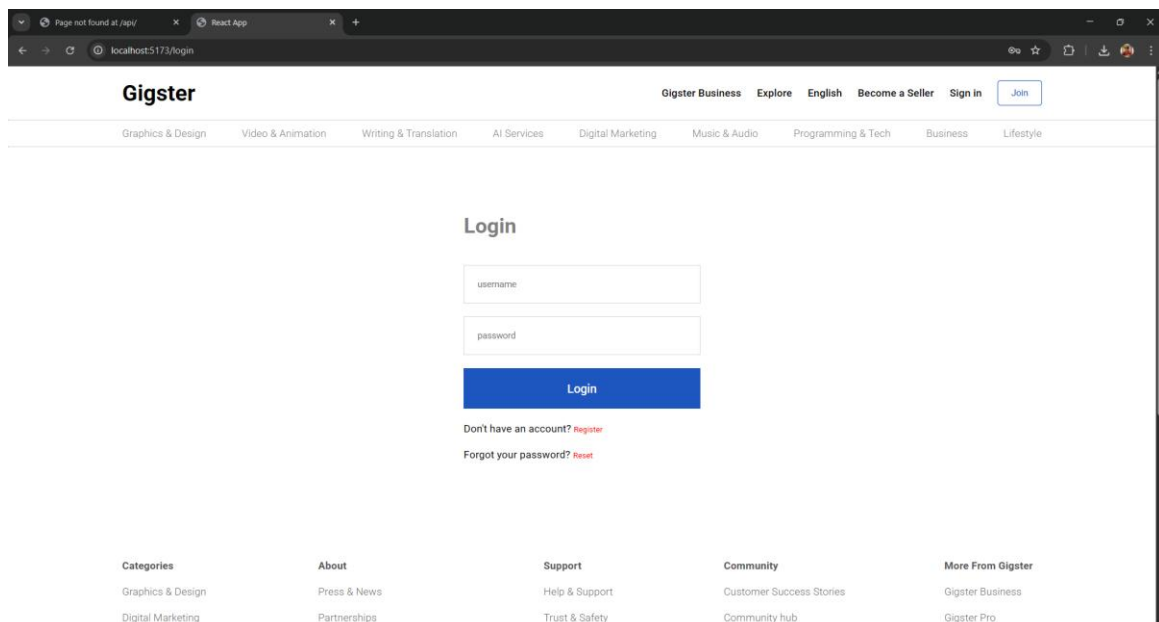 Page not found at /api/
React App
localhost:5173/login
Gigster
Gigster Business Explore English Become a Seller Sign in Join
Graphics & Design Video & Animation Writing & Translation AI Services Digital Marketing Music & Audio Programming & Tech Business Lifestyle
Login
username
password
Login
Don't have an account? Register
Forgot your password? Reset
Categories About Support Community More From Gigster
Graphics & Design Press & News Help & Support Customer Success Stories Gigster Business
Digital Marketing Partnerships Trust & Safety Community hub Gigster Pro